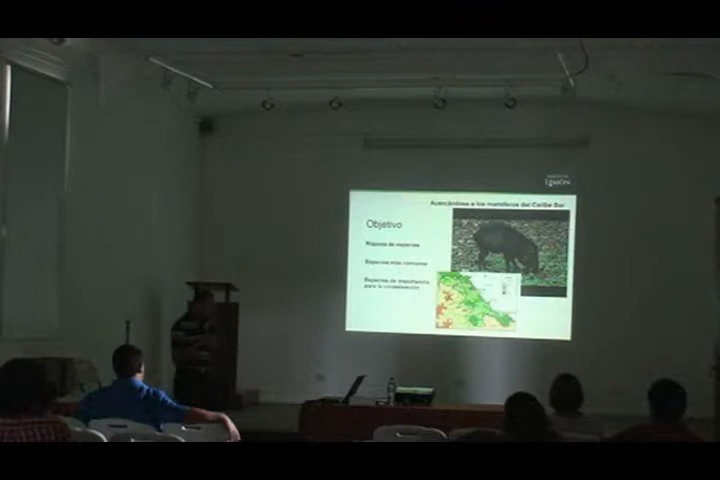 Acercándose a los mamíferos del Caribe Sur
Objetivo
Riqueza de especies
Especies más comunes
Especies de importancia
para la conservación